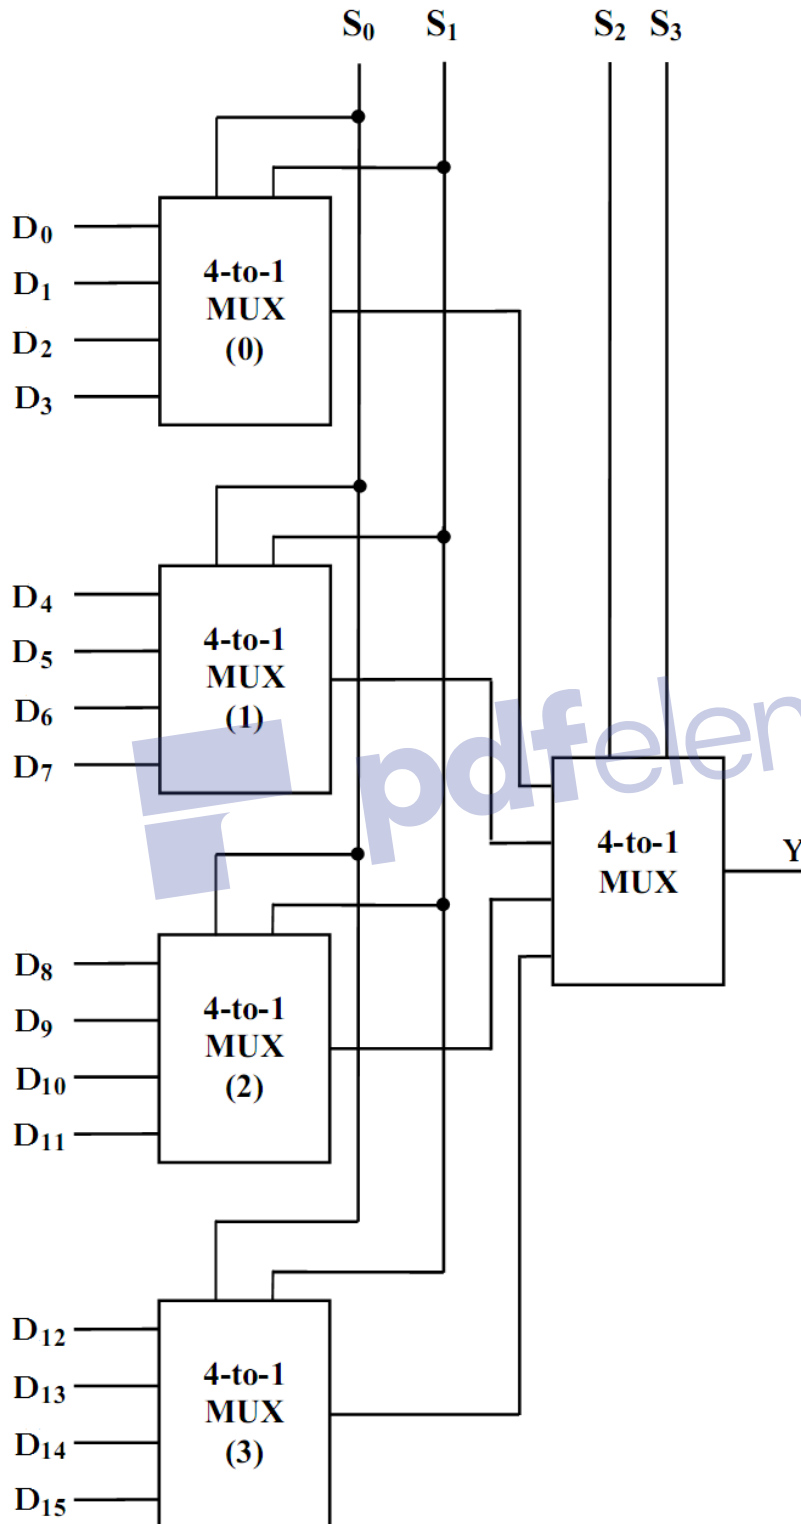 S₀ S₁ S₂ S₃
D₀
D₁
D₂
D₃
4-to-1
MUX
(0)
D₄
D₅
D₆
D₇
4-to-1
MUX
(1)
pdfelem
4-to-1
MUX
Y
D₈
D₉
D₁₀
D₁₁
4-to-1
MUX
(2)
D₁₂
D₁₃
D₁₄
D₁₅
4-to-1
MUX
(3)